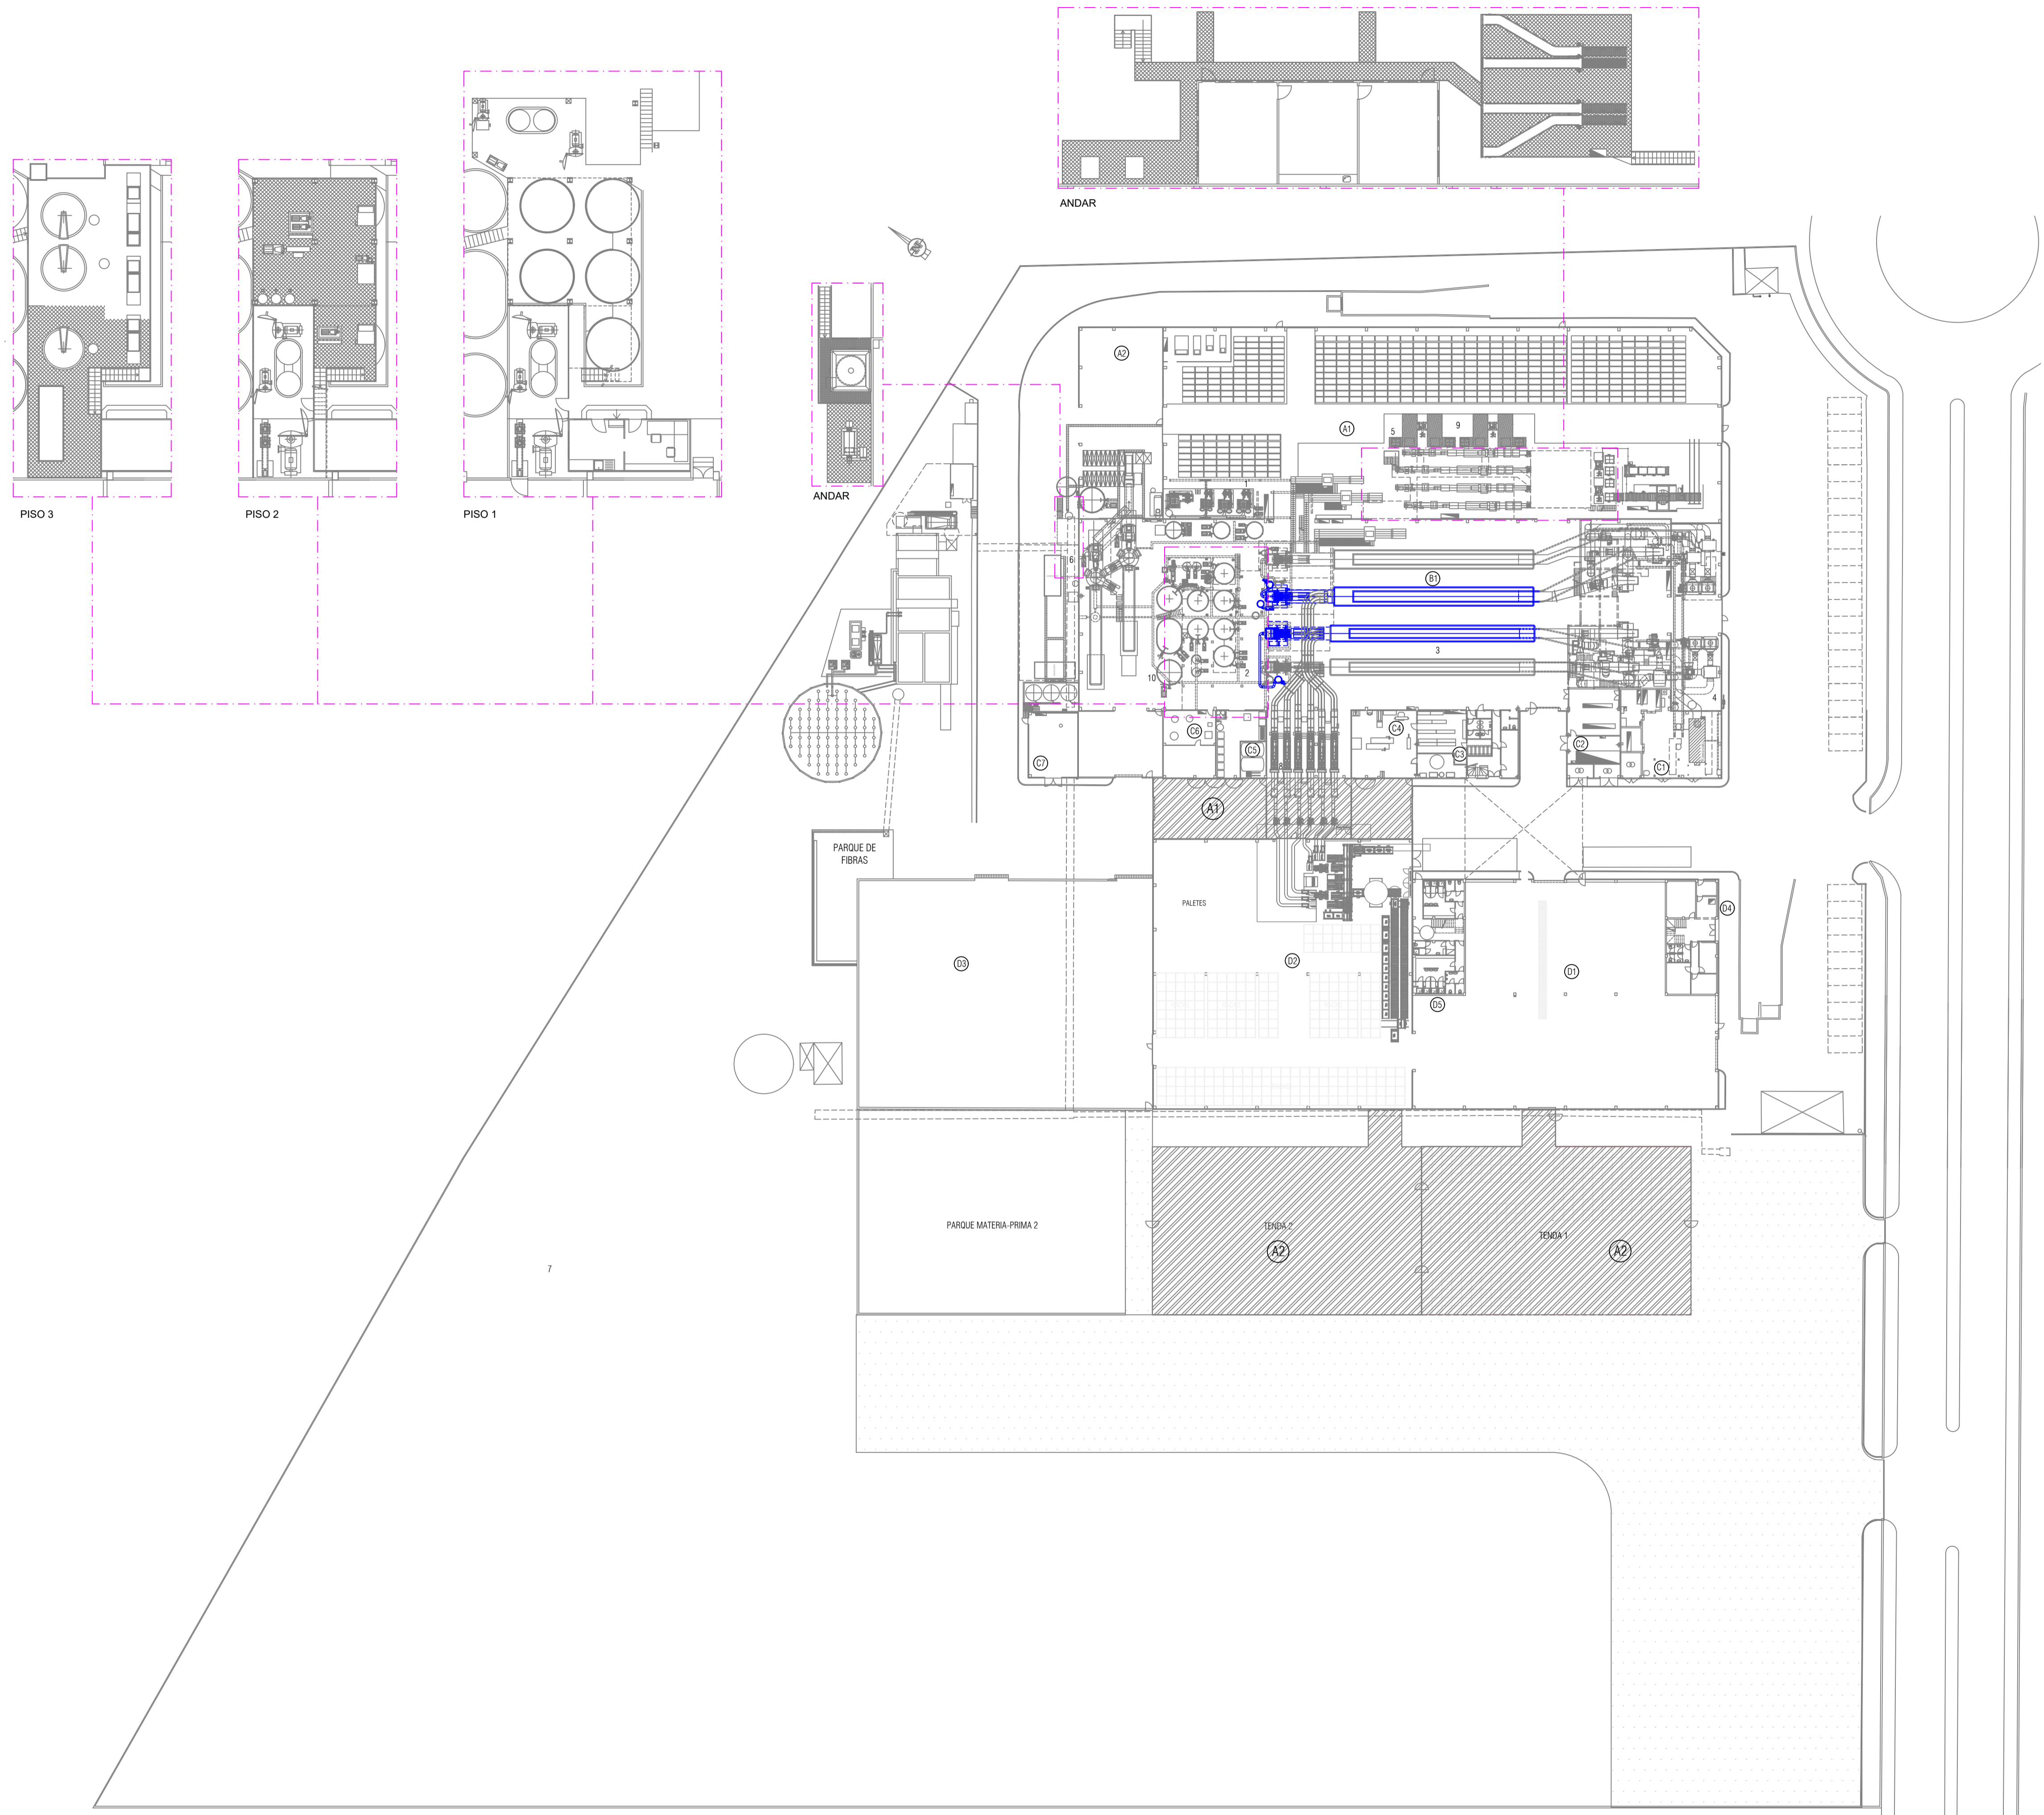 ANDAR
PISO 3
PISO 2
PISO 1
ANDAR
A2
A1
5
9
1
6
B1
3
2
10
4
C7
C6
C5
8
C4
C3
C2
C1
A1
PARQUE DE
FIBRAS
PALETES
D3
D2
D1
D4
D5
PARQUE MATERIA-PRIMA 2
TENDA 2
A2
TENDA 1
A2
7